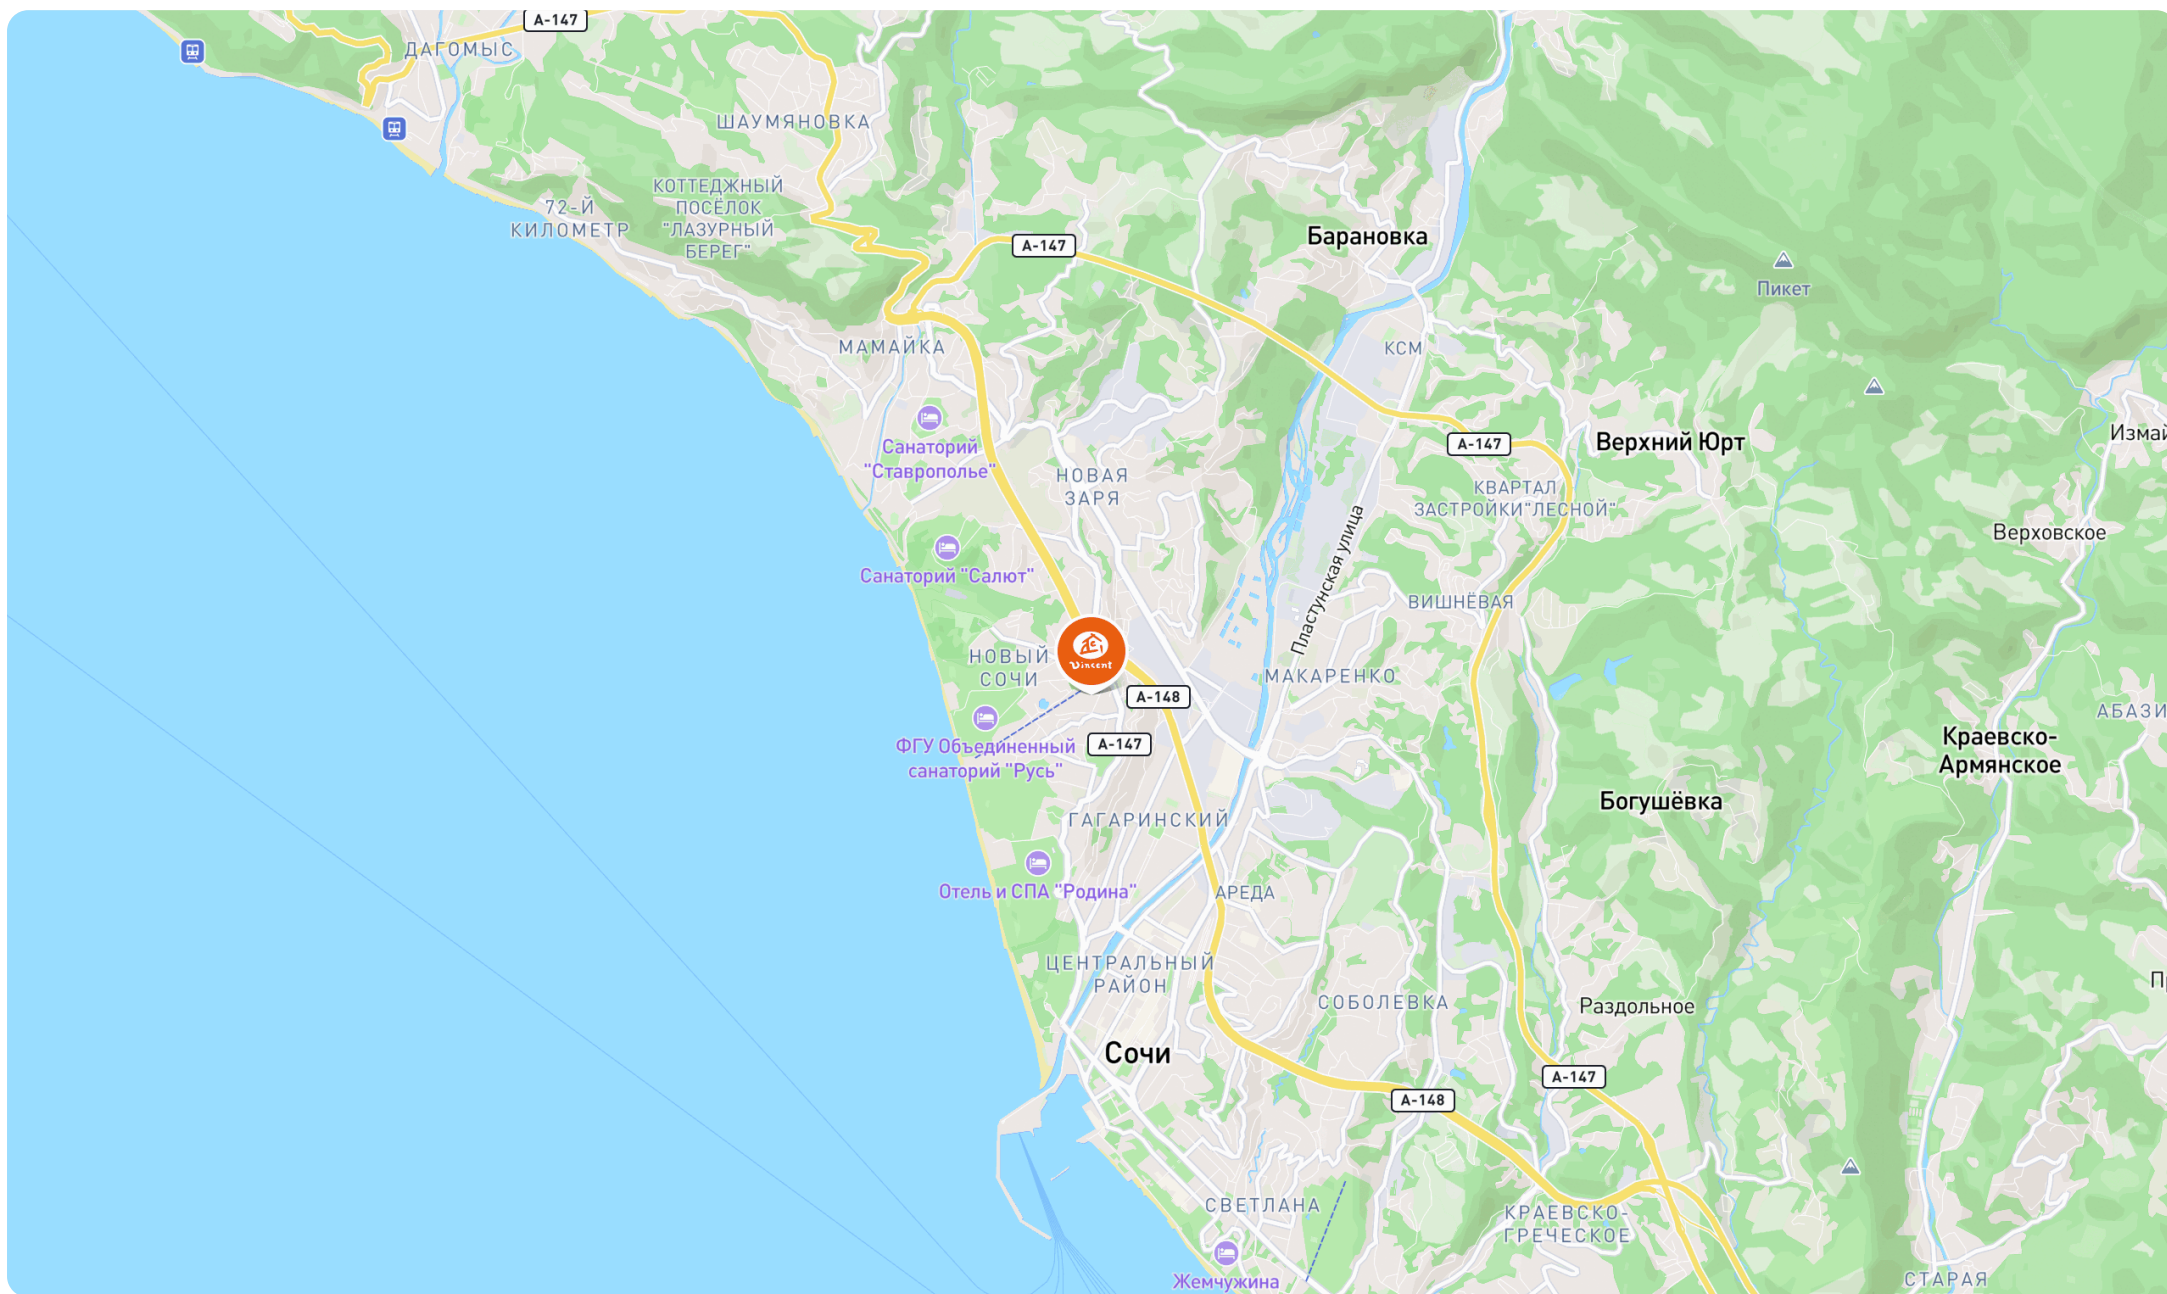 А-147
ДАГОМЫС
ШАУМЯНОВКА
КОТТЕДЖНЫЙ
ПОСЁЛОК
"ЛАЗУРНЫЙ
БЕРЕГ"
72-Й
КИЛОМЕТР
А-147
Барановка
Пикет
МАМАЙКА
КСМ
Санаторий
"Ставрополье"
А-147
Верхний Юрт
Измай
НОВАЯ
ЗАРЯ
КВАРТАЛ
ЗАСТРОЙКИ"ЛЕСНОЙ"
Верховское
Пластунская улица
Санаторий "Салют"
ВИШНЁВАЯ
Vincent
НОВЫЙ
СОЧИ
МАКАРЕНКО
А-148
АБАЗИ
ФГУ Объединенный
санаторий "Русь"
А-147
Краевско-
Армянское
Богушёвка
ГАГАРИНСКИЙ
Отель и СПА "Родина"
АРЕДА
ЦЕНТРАЛЬНЫЙ
РАЙОН
СОБОЛЕВКА
Раздольное
Сочи
А-147
А-148
СВЕТЛАНА
КРАЕВСКО-
ГРЕЧЕСКОЕ
Жемчужина
СТАРАЯ